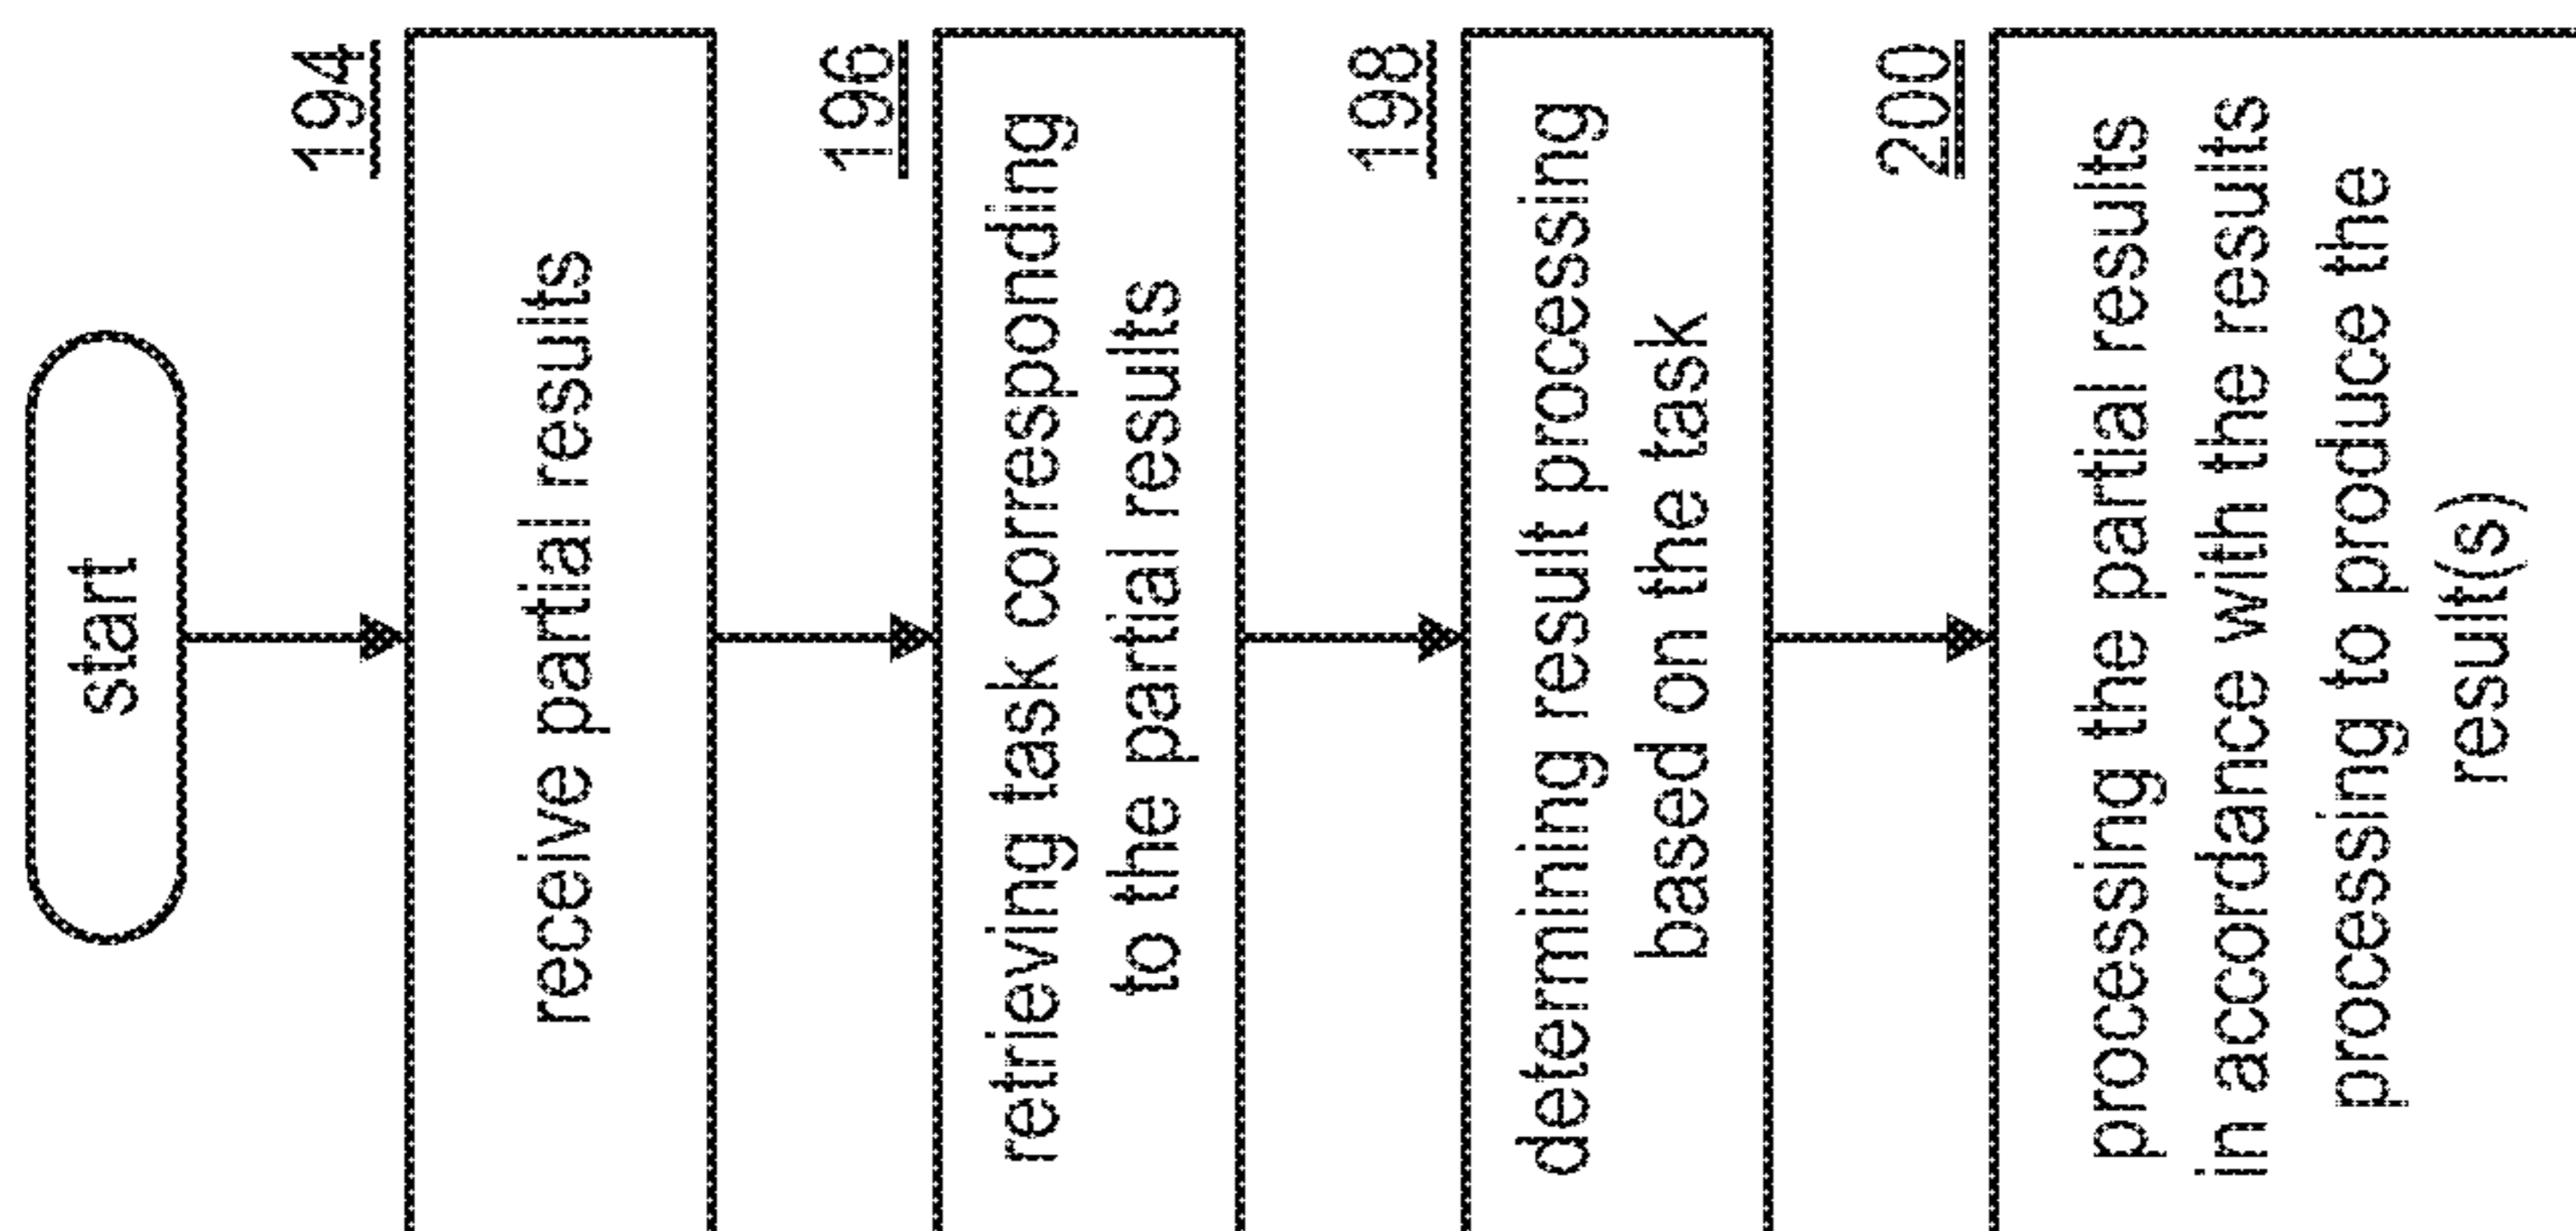 start
194
receive partial results
196
retrieving task corresponding
to the partial results
198
determining result processing
based on the task
200
processing the partial results
in accordance with the results
processing to produce the
result(s)